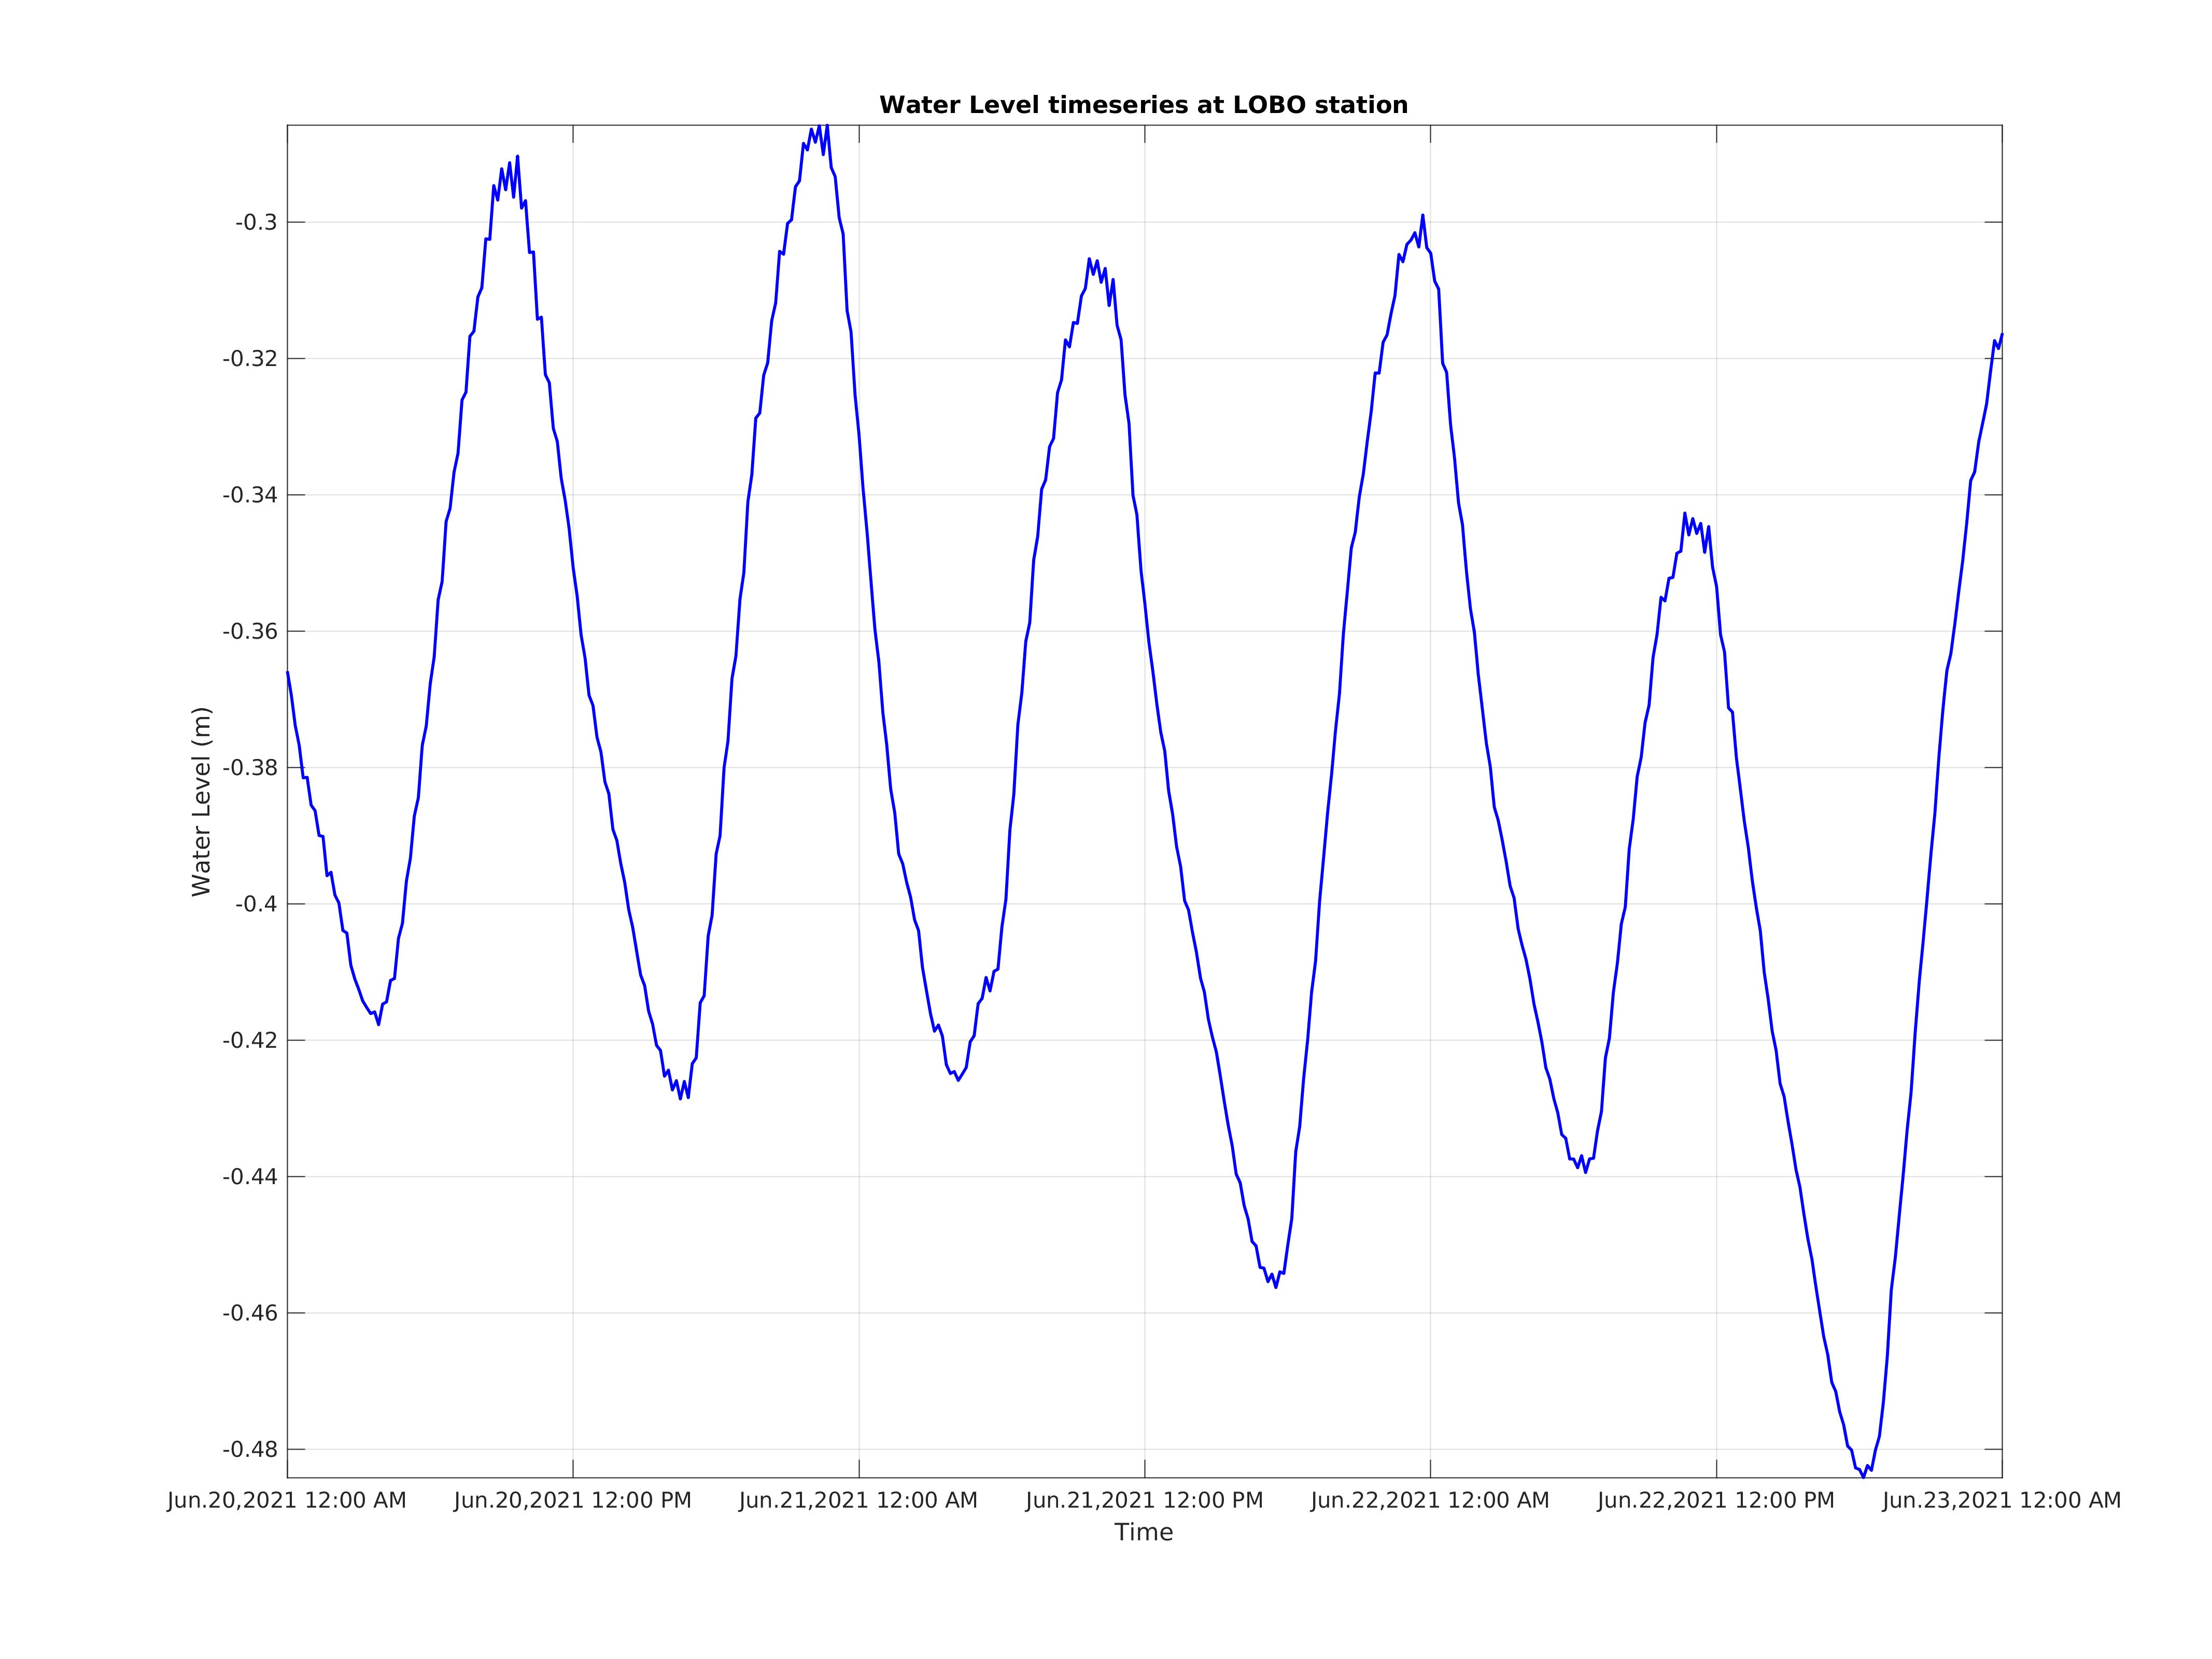 Water Level timeseries at LOBO station
-0.3
-0.32
-0.34
-0.36
-0.38
-0.4
-0.42
-0.44
-0.46
-0.48
Water Level (m)
Jun.20,2021 12:00 AM
Jun.20,2021 12:00 PM
Jun.21,2021 12:00 AM
Jun.21,2021 12:00 PM
Jun.22,2021 12:00 AM
Jun.22,2021 12:00 PM
Jun.23,2021 12:00 AM
Time